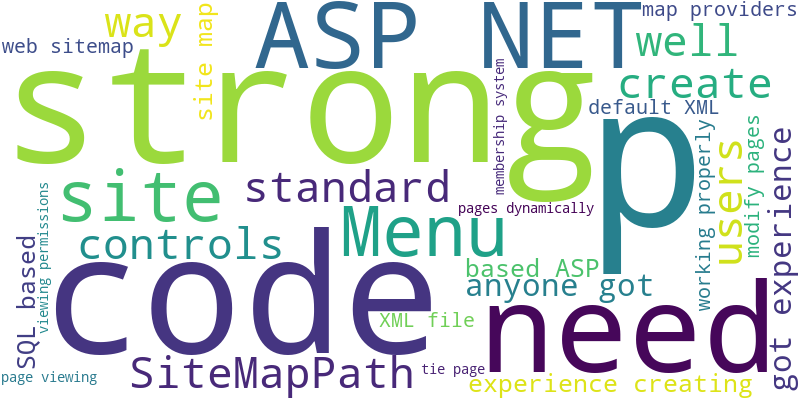 ASP NET
map providers
way
site map
web sitemap
well
strong
create
membership system
default XML
p
working properly
modify pages
users
got experience
site
standard
viewing permissions
pages dynamically
Menu
controls
SQL based
code
based ASP
anyone got
need
XML file
SiteMapPath
tie page
page viewing
experience creating